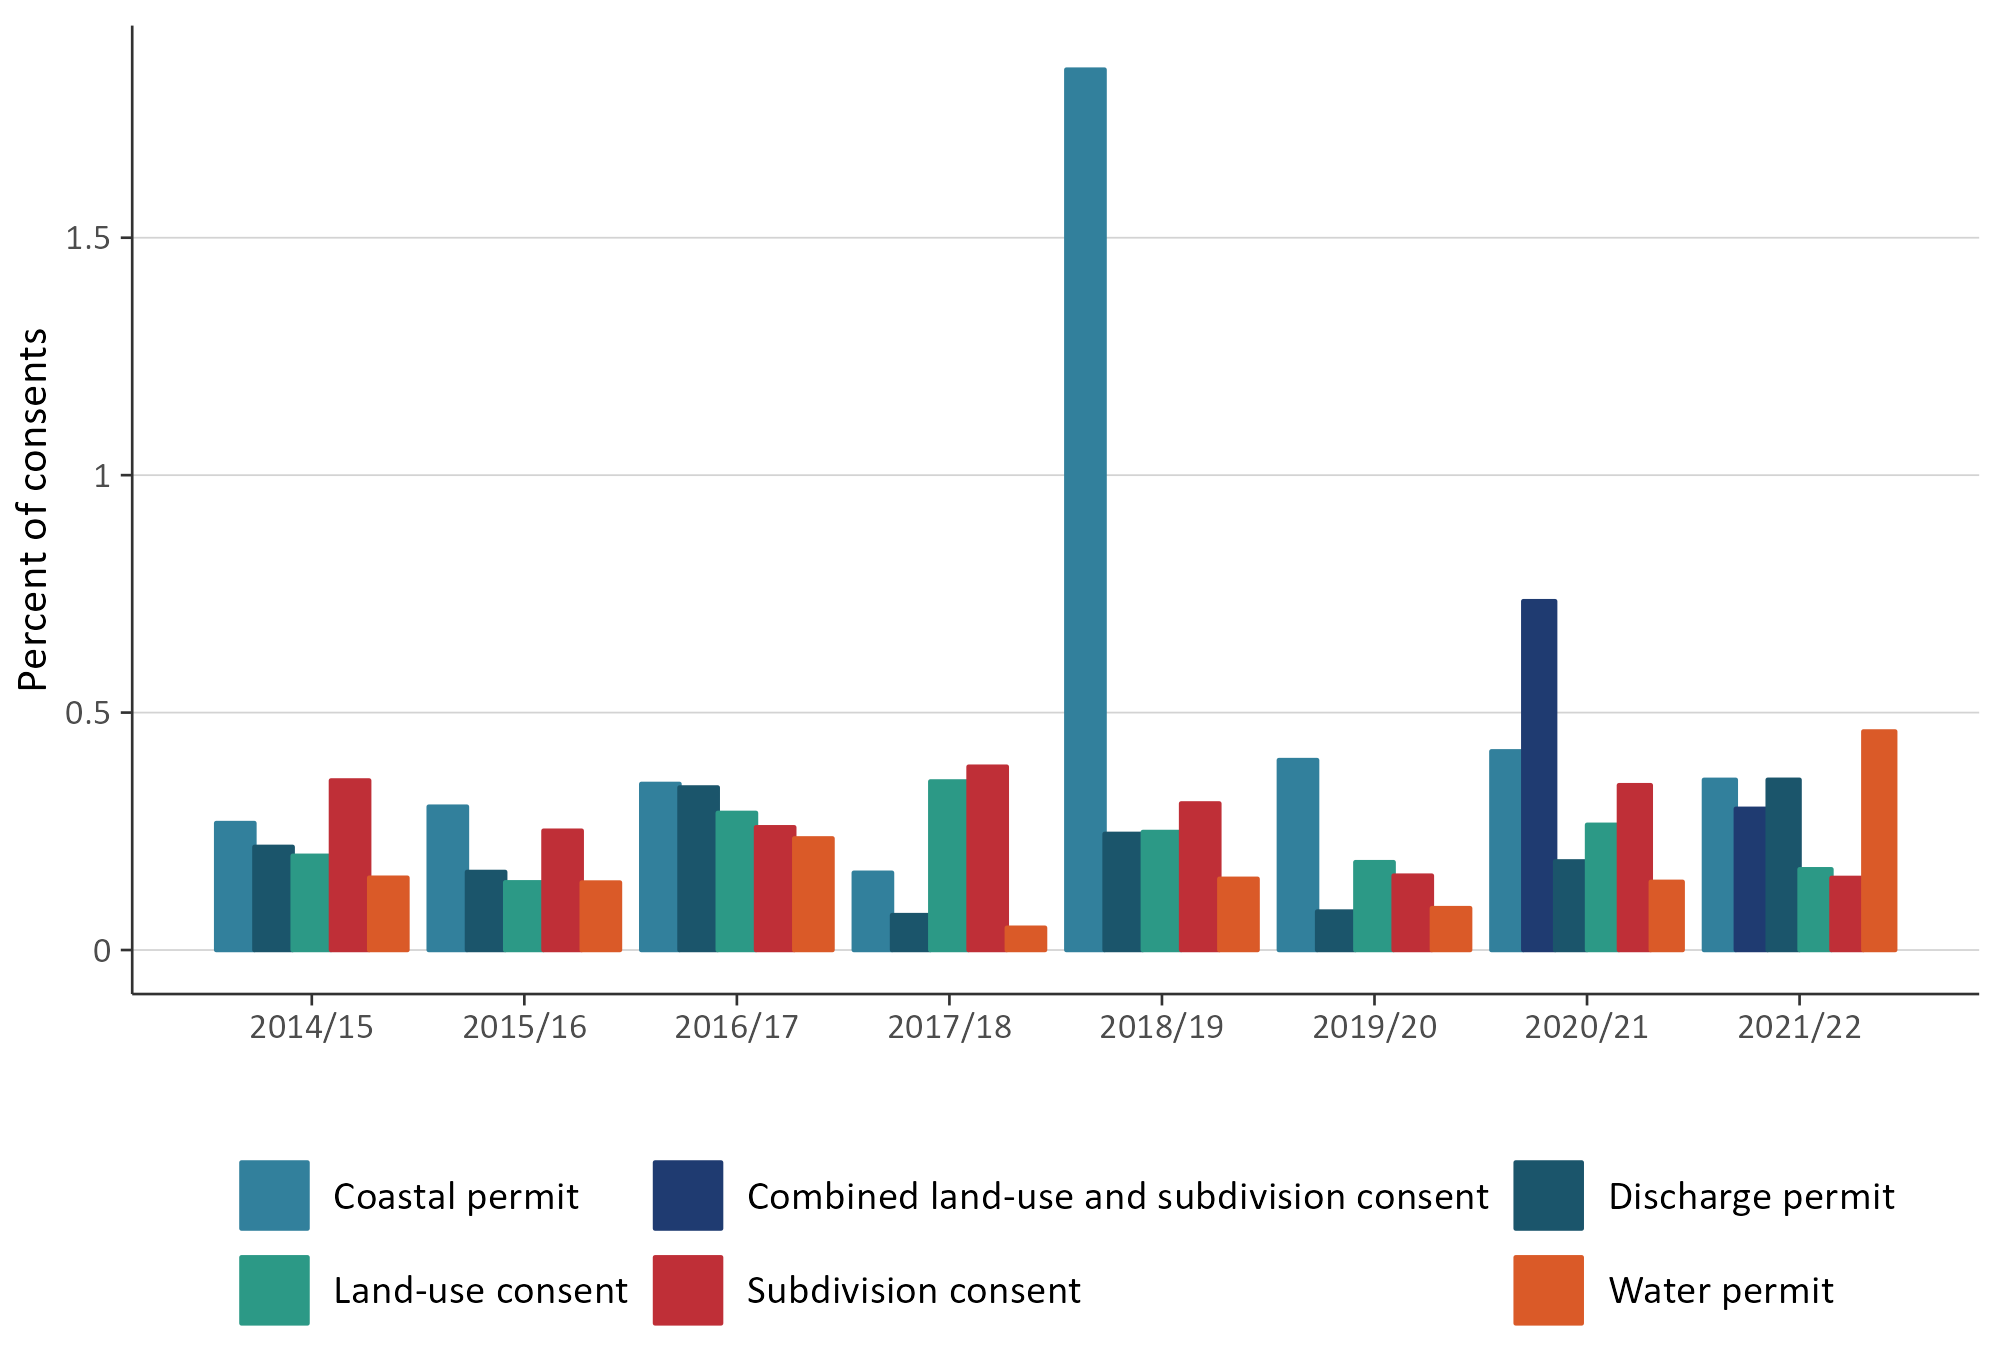 Percent of consents
1.5
1
0.5
0
2014/15 2015/16 2016/17 2017/18 2018/19 2019/20 2020/21 2021/22
Coastal permit Combined land-use and subdivision consent Discharge permit
Land-use consent Subdivision consent Water permit